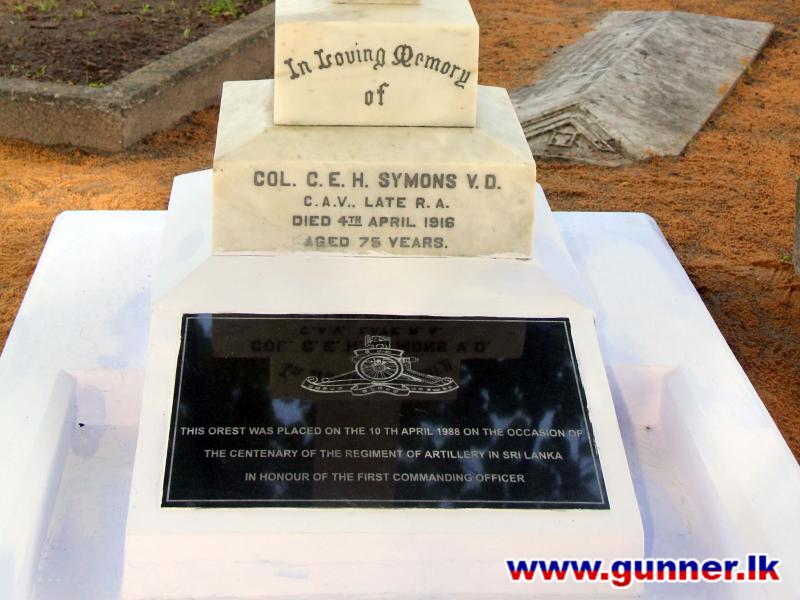 In Loving Memory
of
COL. C. E. H. SYMONS V. D.
C.A.V., LATE R. A.
DIED 4TH APRIL 1916
AGED 75 YEARS.
THIS OREST WAS PLACED ON THE 10 TH APRIL 1988 ON THE OCCASION OF
THE CENTENARY OF THE REGIMENT OF ARTILLERY IN SRI LANKA
IN HONOUR OF THE FIRST COMMANDING OFFICER
www.gunner.lk